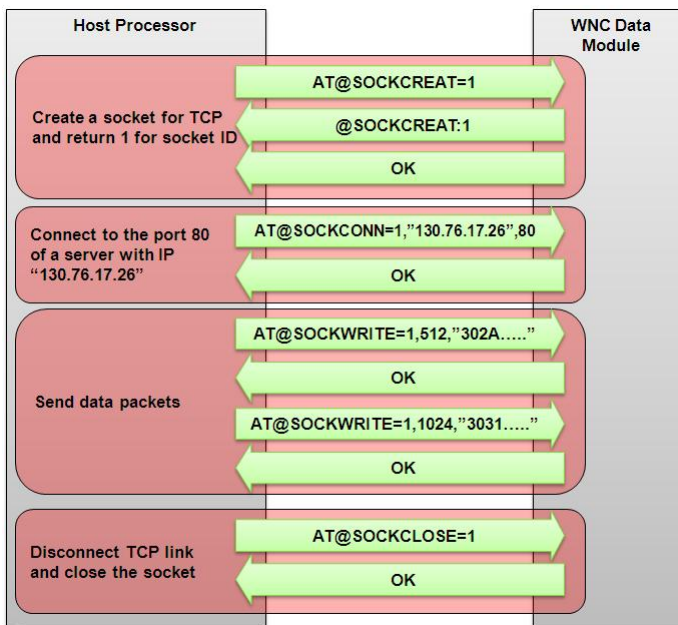 Host Processor
WNC Data
Module
Create a socket for TCP
and return 1 for socket ID
AT@SOCKCREAT=1
@SOCKCREAT:1
OK
Connect to the port 80
of a server with IP
“130.76.17.26”
AT@SOCKCONN=1,”130.76.17.26”,80
OK
Send data packets
AT@SOCKWRITE=1,512,”302A…..”
OK
AT@SOCKWRITE=1,1024,”3031…..”
OK
Disconnect TCP link
and close the socket
AT@SOCKCLOSE=1
OK